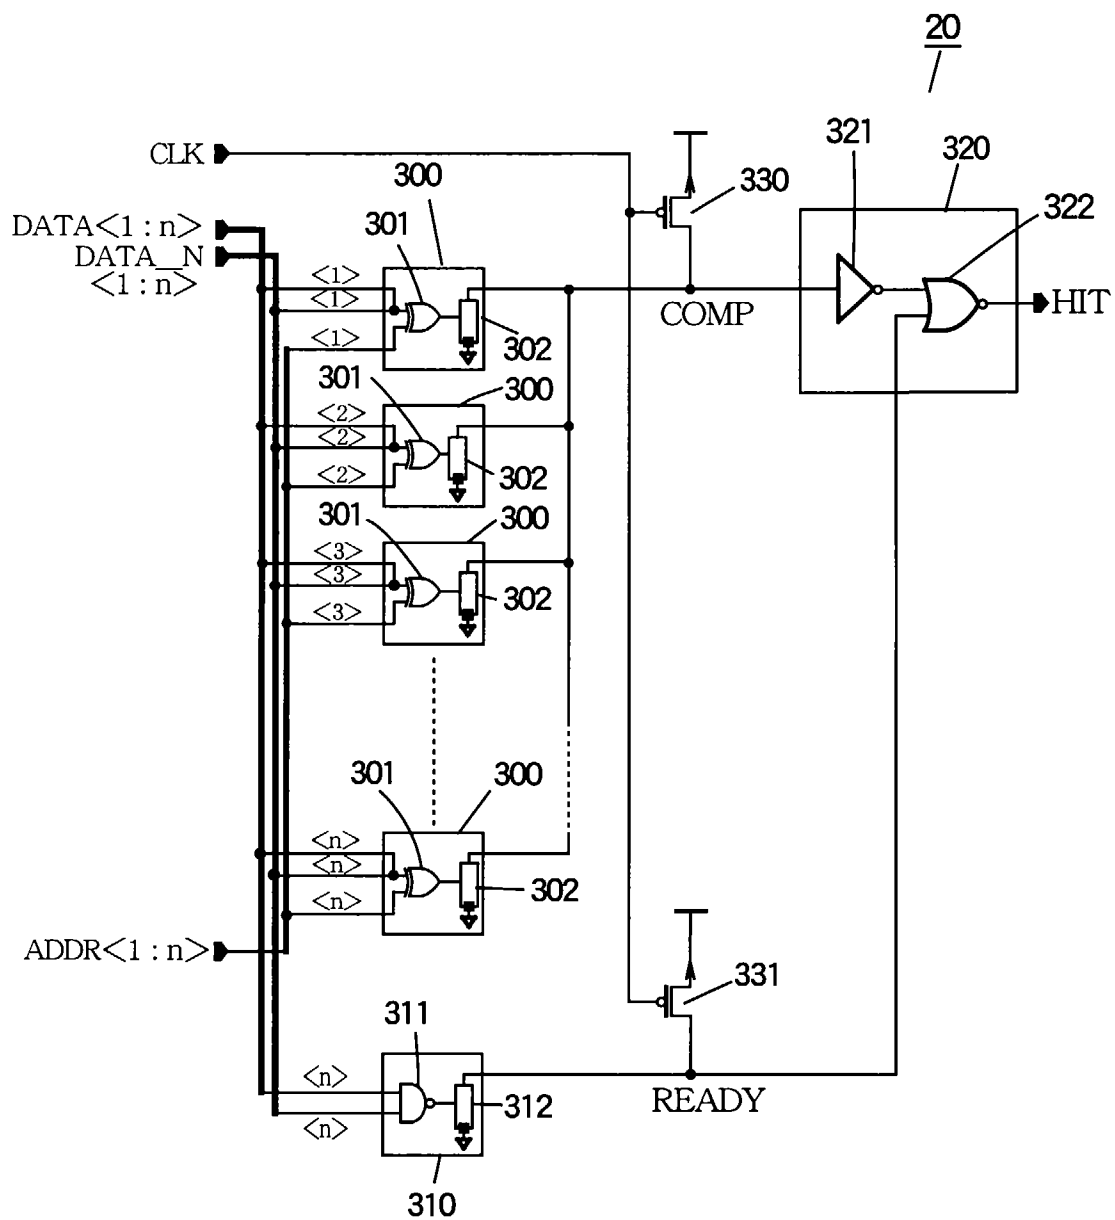 20
CLK
300
330
321
320
322
DATA<1:n>
DATA_N
<1:n>
301
<1>
<1>
<1>
302
COMP
HIT
301
300
<2>
<2>
<2>
302
301
300
<3>
<3>
<3>
302
301
300
<n>
<n>
<n>
302
ADDR<1:n>
331
311
<n>
<n>
312
READY
310